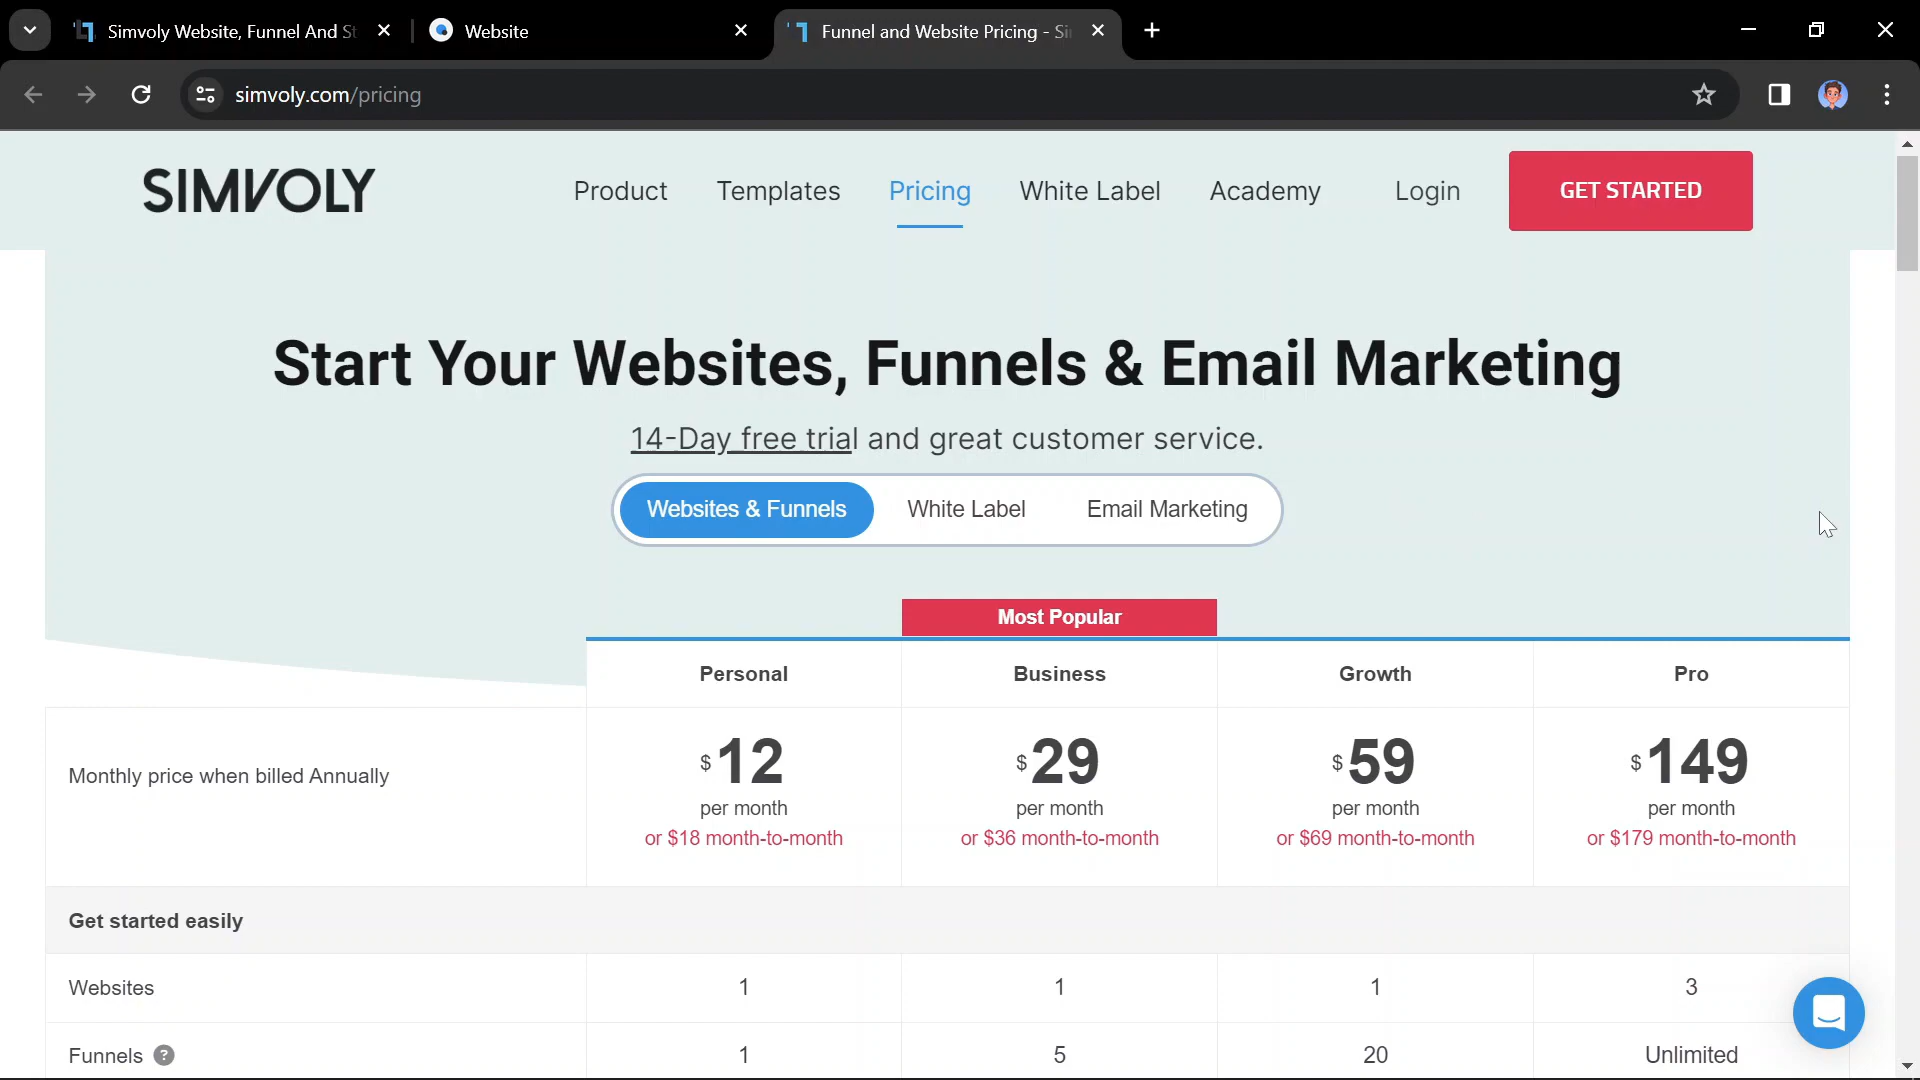 Simvoly Website, Funnel And St
Website
Funnel and Website Pricing - Si
simvoly.com/pricing
SIMVOLY
Product
Templates
Pricing
White Label
Academy
Login
GET STARTED
Start Your Websites, Funnels & Email Marketing
14-Day free trial and great customer service.
Websites & Funnels
White Label
Email Marketing
Most Popular
Personal
Business
Growth
Pro
Monthly price when billed Annually
$12
per month
or $18 month-to-month
$29
per month
or $36 month-to-month
$59
per month
or $69 month-to-month
$149
per month
or $179 month-to-month
Get started easily
Websites
1
1
1
3
Funnels ?
1
5
20
Unlimited